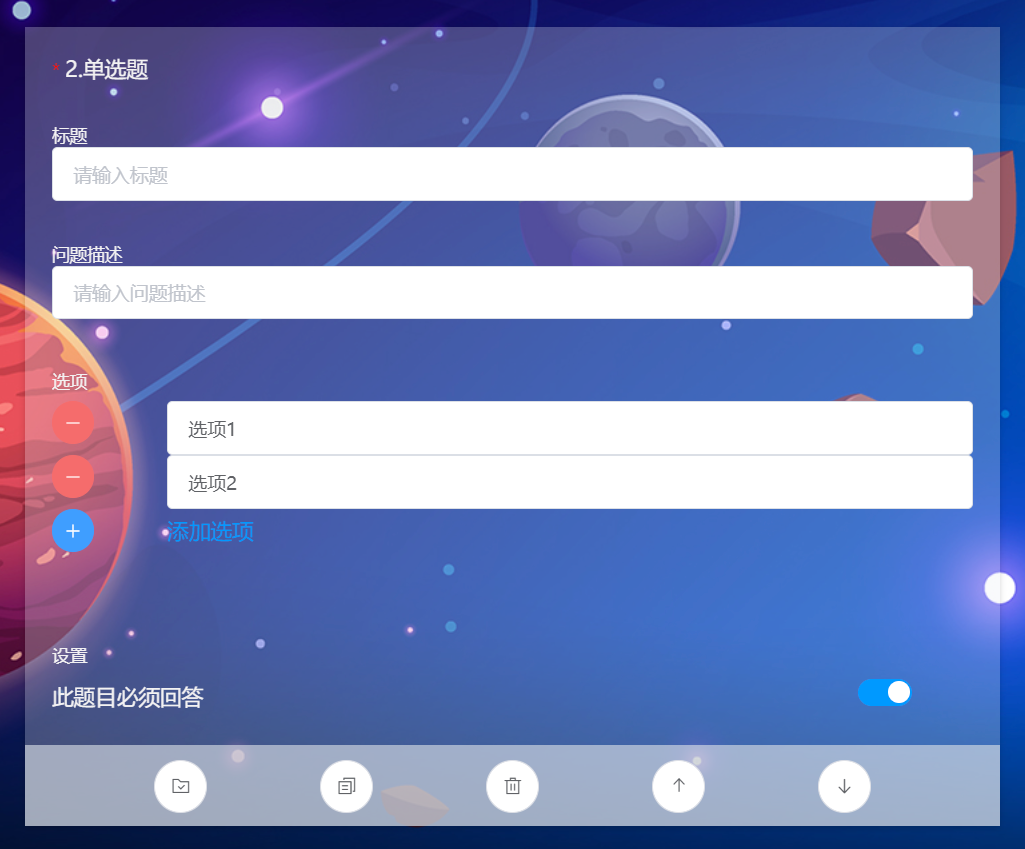 * 2.单选题
标题
请输入标题
问题描述
请输入问题描述
选项
选项1
选项2
添加选项
设置
此题目必须回答